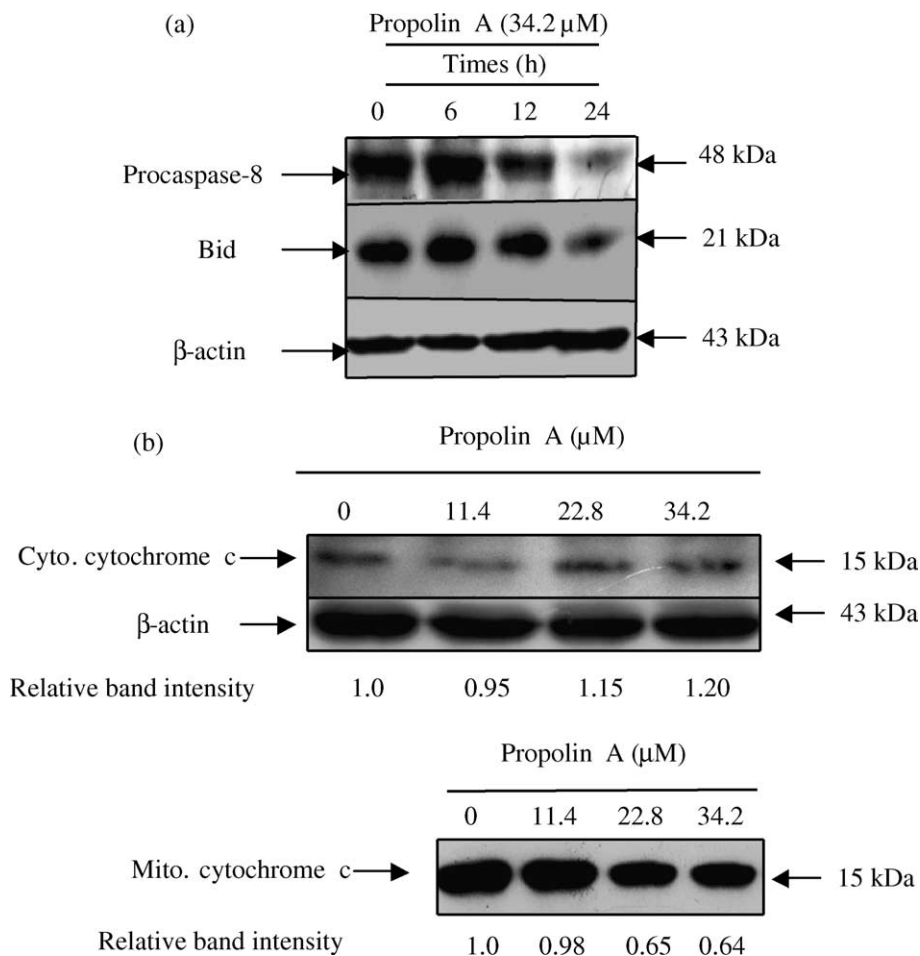 (a)
Propolin A (34.2 µM)
Times (h)
0 6 12 24
Procaspase-8 48 kDa
Bid 21 kDa
β-actin 43 kDa
(b)
Propolin A (µM)
0 11.4 22.8 34.2
Cyto. cytochrome c 15 kDa
β-actin 43 kDa
Relative band intensity 1.0 0.95 1.15 1.20
Propolin A (µM)
0 11.4 22.8 34.2
Mito. cytochrome c 15 kDa
Relative band intensity 1.0 0.98 0.65 0.64